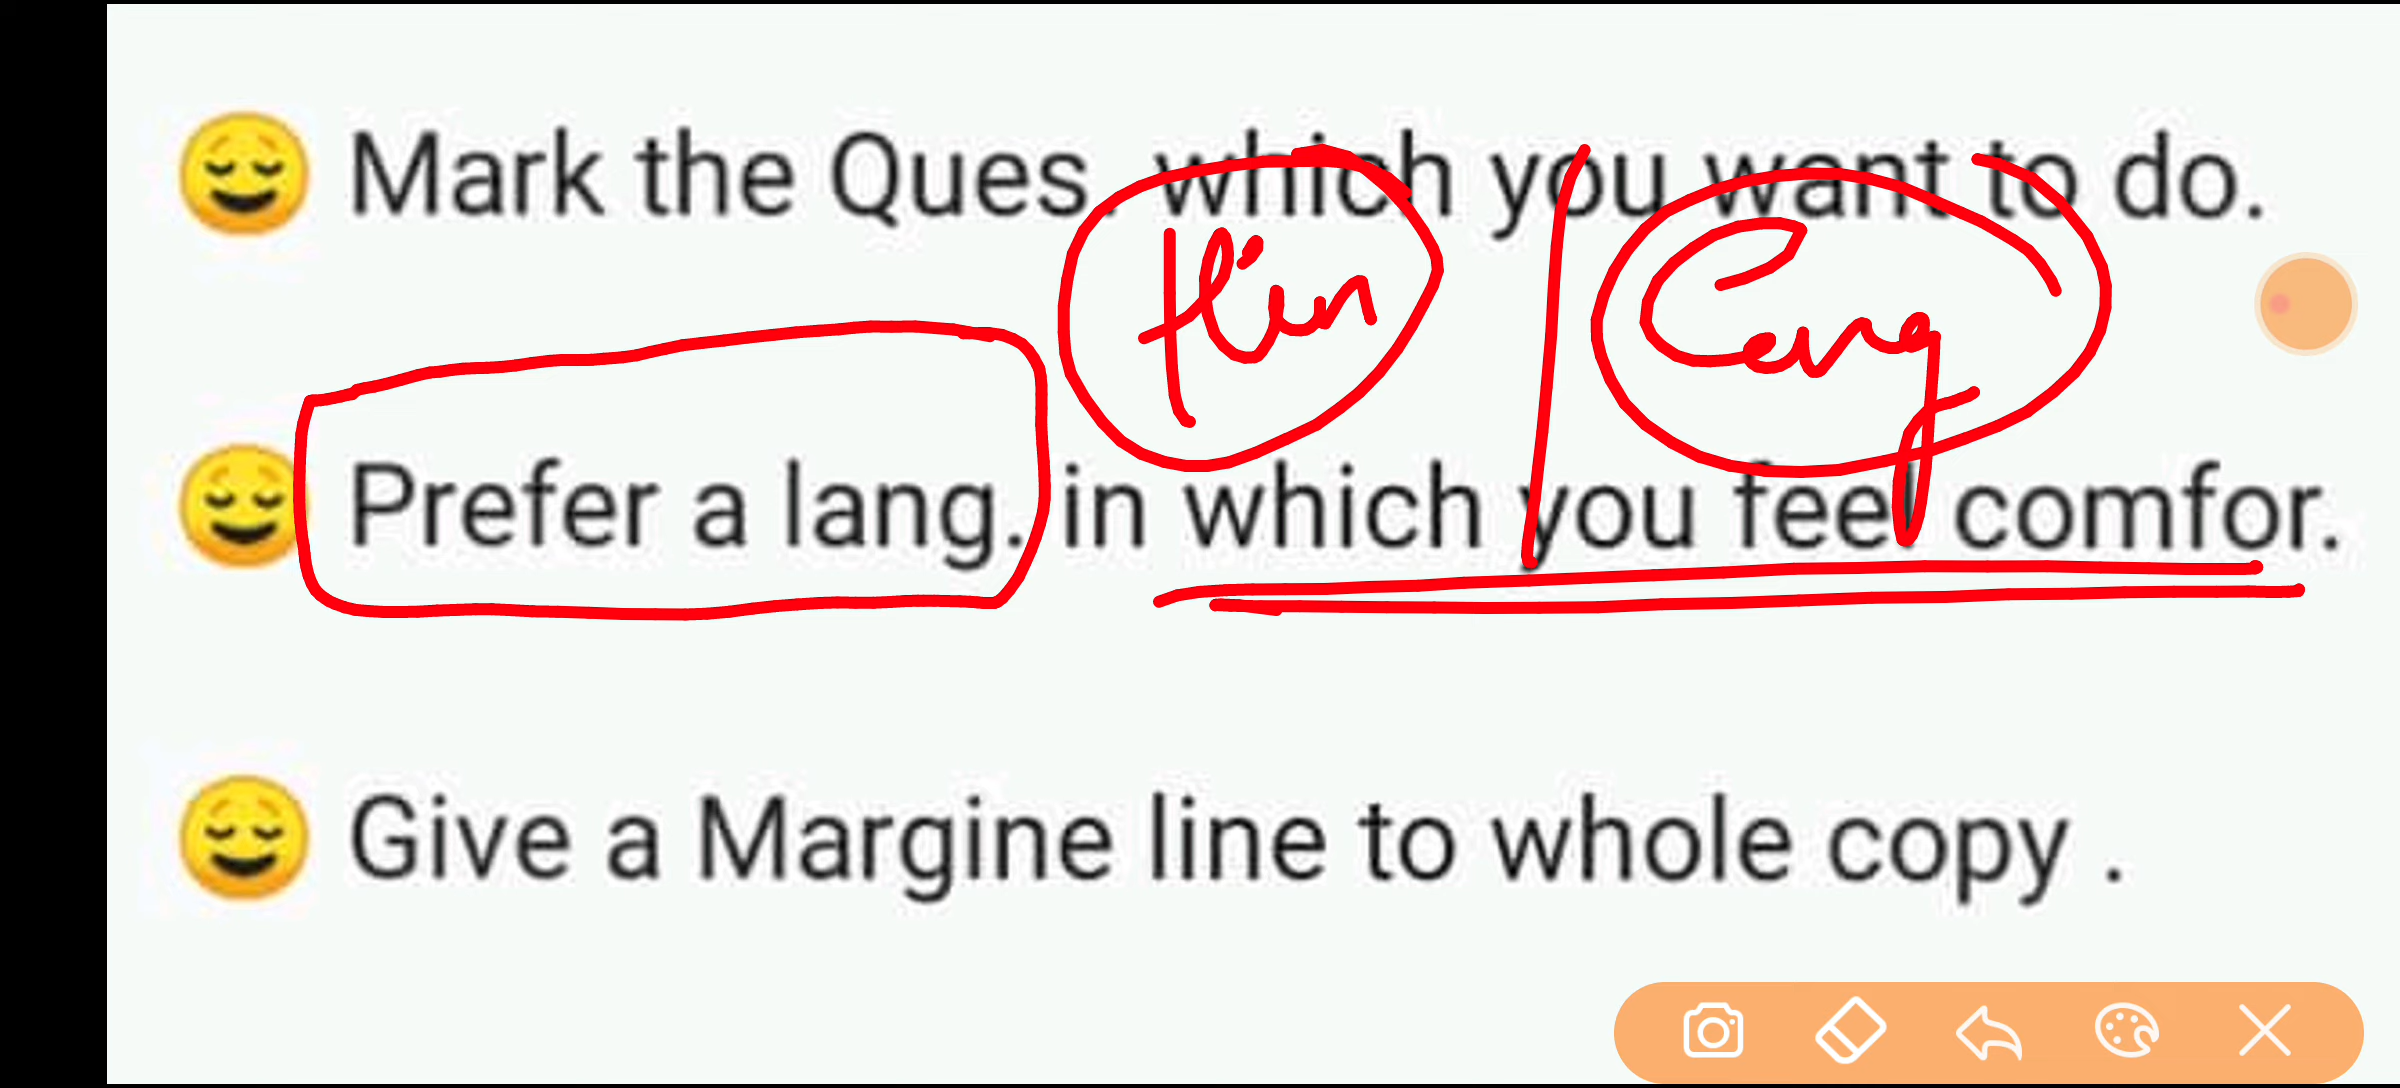 😌 Mark the Ques. which you want to do.
Hin
Eng
😌 Prefer a lang. in which you feel comfor.
😌 Give a Margine line to whole copy .